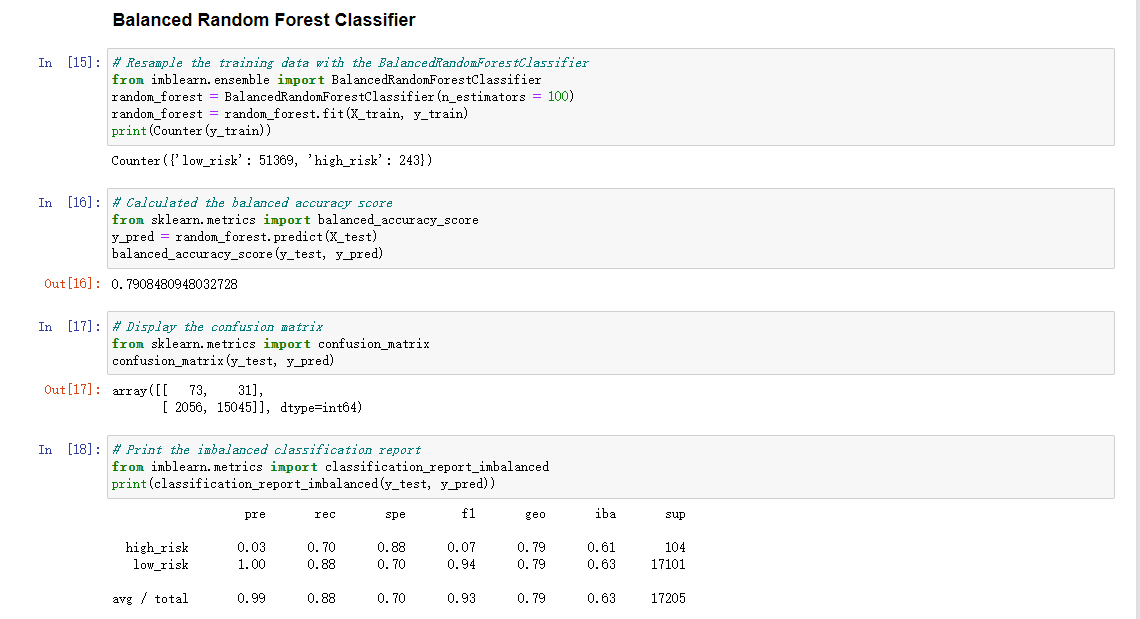 Balanced Random Forest Classifier
In [15]: # Resample the training data with the BalancedRandomForestClassifier
from imblearn.ensemble import BalancedRandomForestClassifier
random_forest = BalancedRandomForestClassifier(n_estimators = 100)
random_forest = random_forest.fit(X_train, y_train)
print(Counter(y_train))
Counter({'low_risk': 51369, 'high_risk': 243})
In [16]: # Calculated the balanced accuracy score
from sklearn.metrics import balanced_accuracy_score
y_pred = random_forest.predict(X_test)
balanced_accuracy_score(y_test, y_pred)
Out[16]: 0.7908480948032728
In [17]: # Display the confusion matrix
from sklearn.metrics import confusion_matrix
confusion_matrix(y_test, y_pred)
Out[17]: array([[ 73, 31],
[ 2056, 15045]], dtype=int64)
In [18]: # Print the imbalanced classification report
from imblearn.metrics import classification_report_imbalanced
print(classification_report_imbalanced(y_test, y_pred))
pre rec spe f1 geo iba sup
high_risk 0.03 0.70 0.88 0.07 0.79 0.61 104
low_risk 1.00 0.88 0.70 0.94 0.79 0.63 17101
avg / total 0.99 0.88 0.70 0.93 0.79 0.63 17205